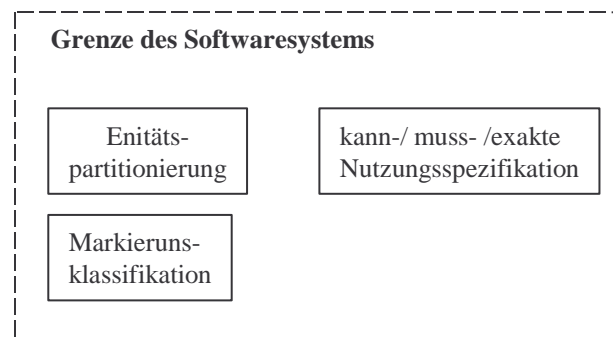 Grenze des Softwaresystems
Enitäts-
partitionierung
kann-/ muss- /exakte
Nutzungsspezifikation
Markieruns-
klassifikation